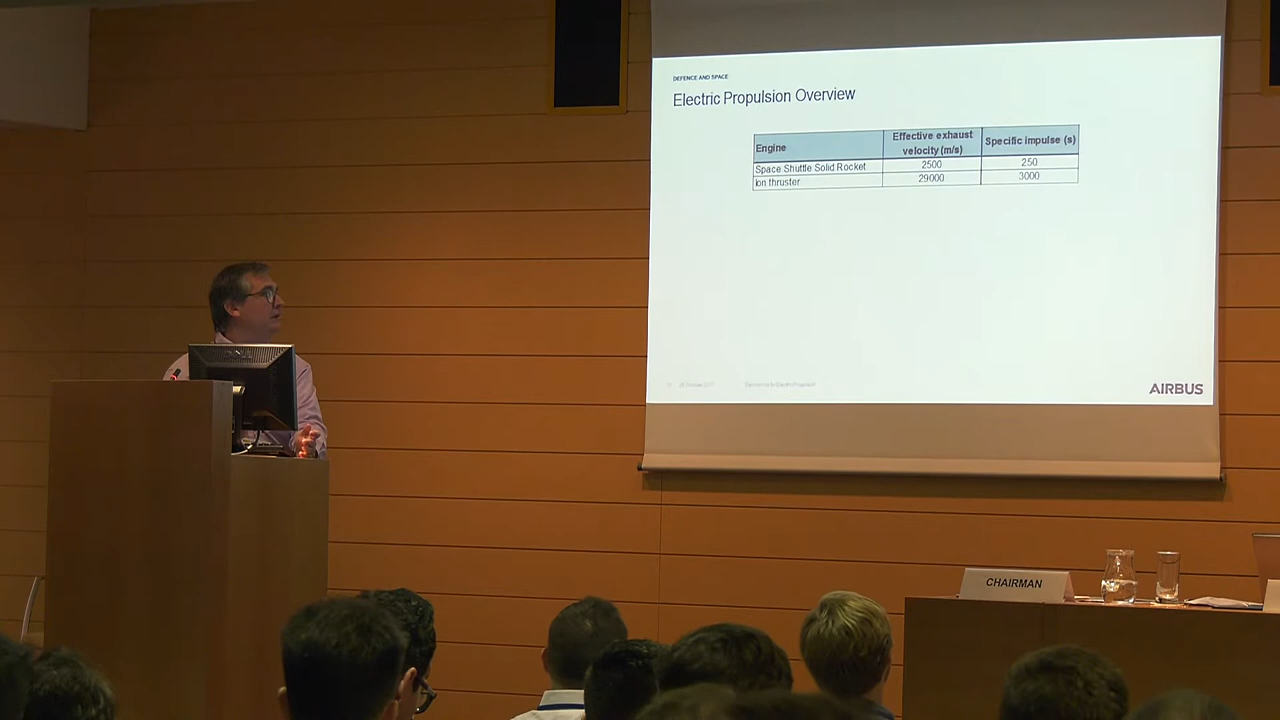 DEFENCE AND SPACE
Electric Propulsion Overview
Engine Effective exhaust velocity (m/s) Specific impulse (s)
Space Shuttle Solid Rocket 2500 250
Ion thruster 29000 3000
AIRBUS
CHAIRMAN
DELL